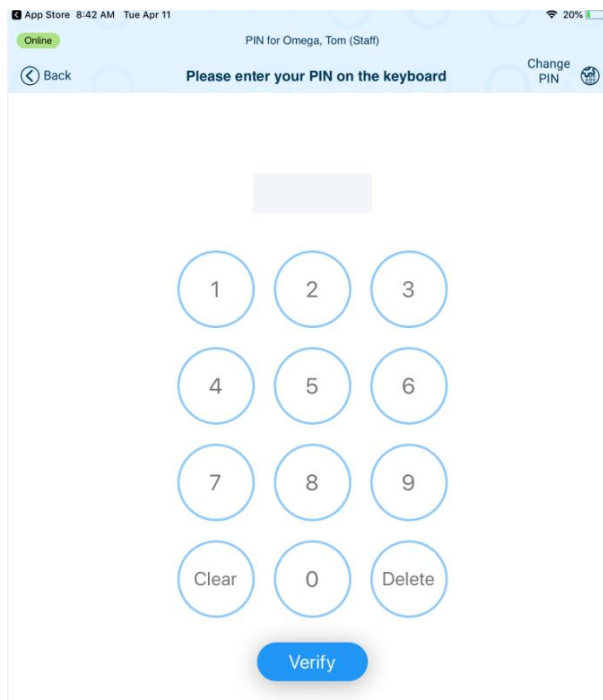 App Store 8:42 AM Tue Apr 11 20%
Online
PIN for Omega, Tom (Staff)
Back
Please enter your PIN on the keyboard
Change
PIN
1 2 3
4 5 6
7 8 9
Clear 0 Delete
Verify